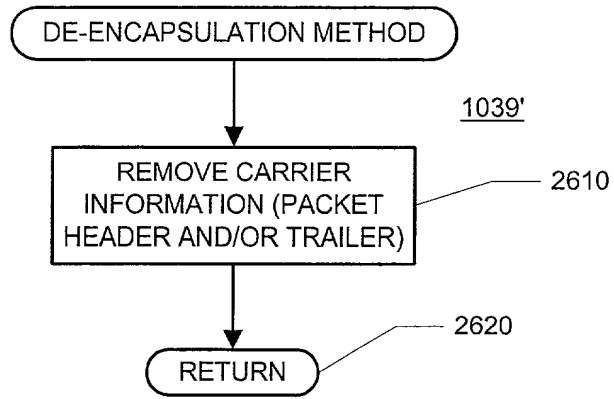 DE-ENCAPSULATION METHOD
1039'
REMOVE CARRIER
INFORMATION (PACKET
HEADER AND/OR TRAILER)
2610
2620
RETURN